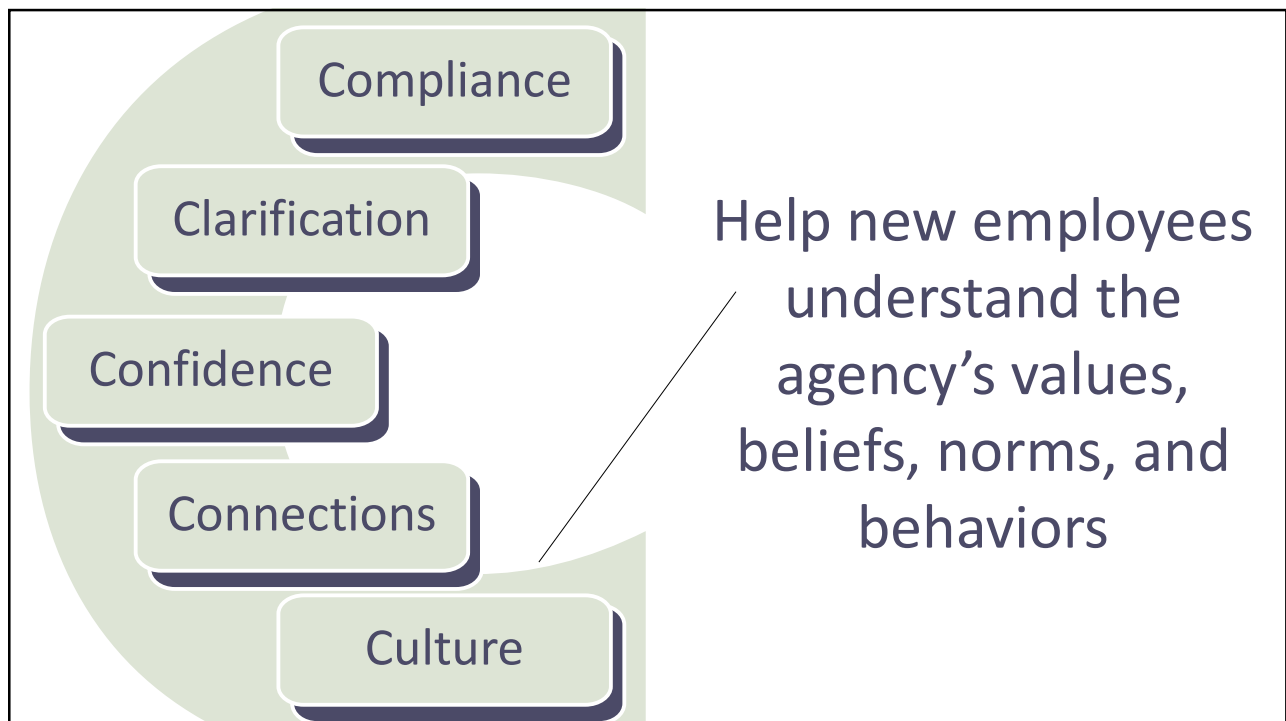 Compliance
Clarification
Confidence
Connections
Culture
Help new employees
understand the
agency’s values,
beliefs, norms, and
behaviors